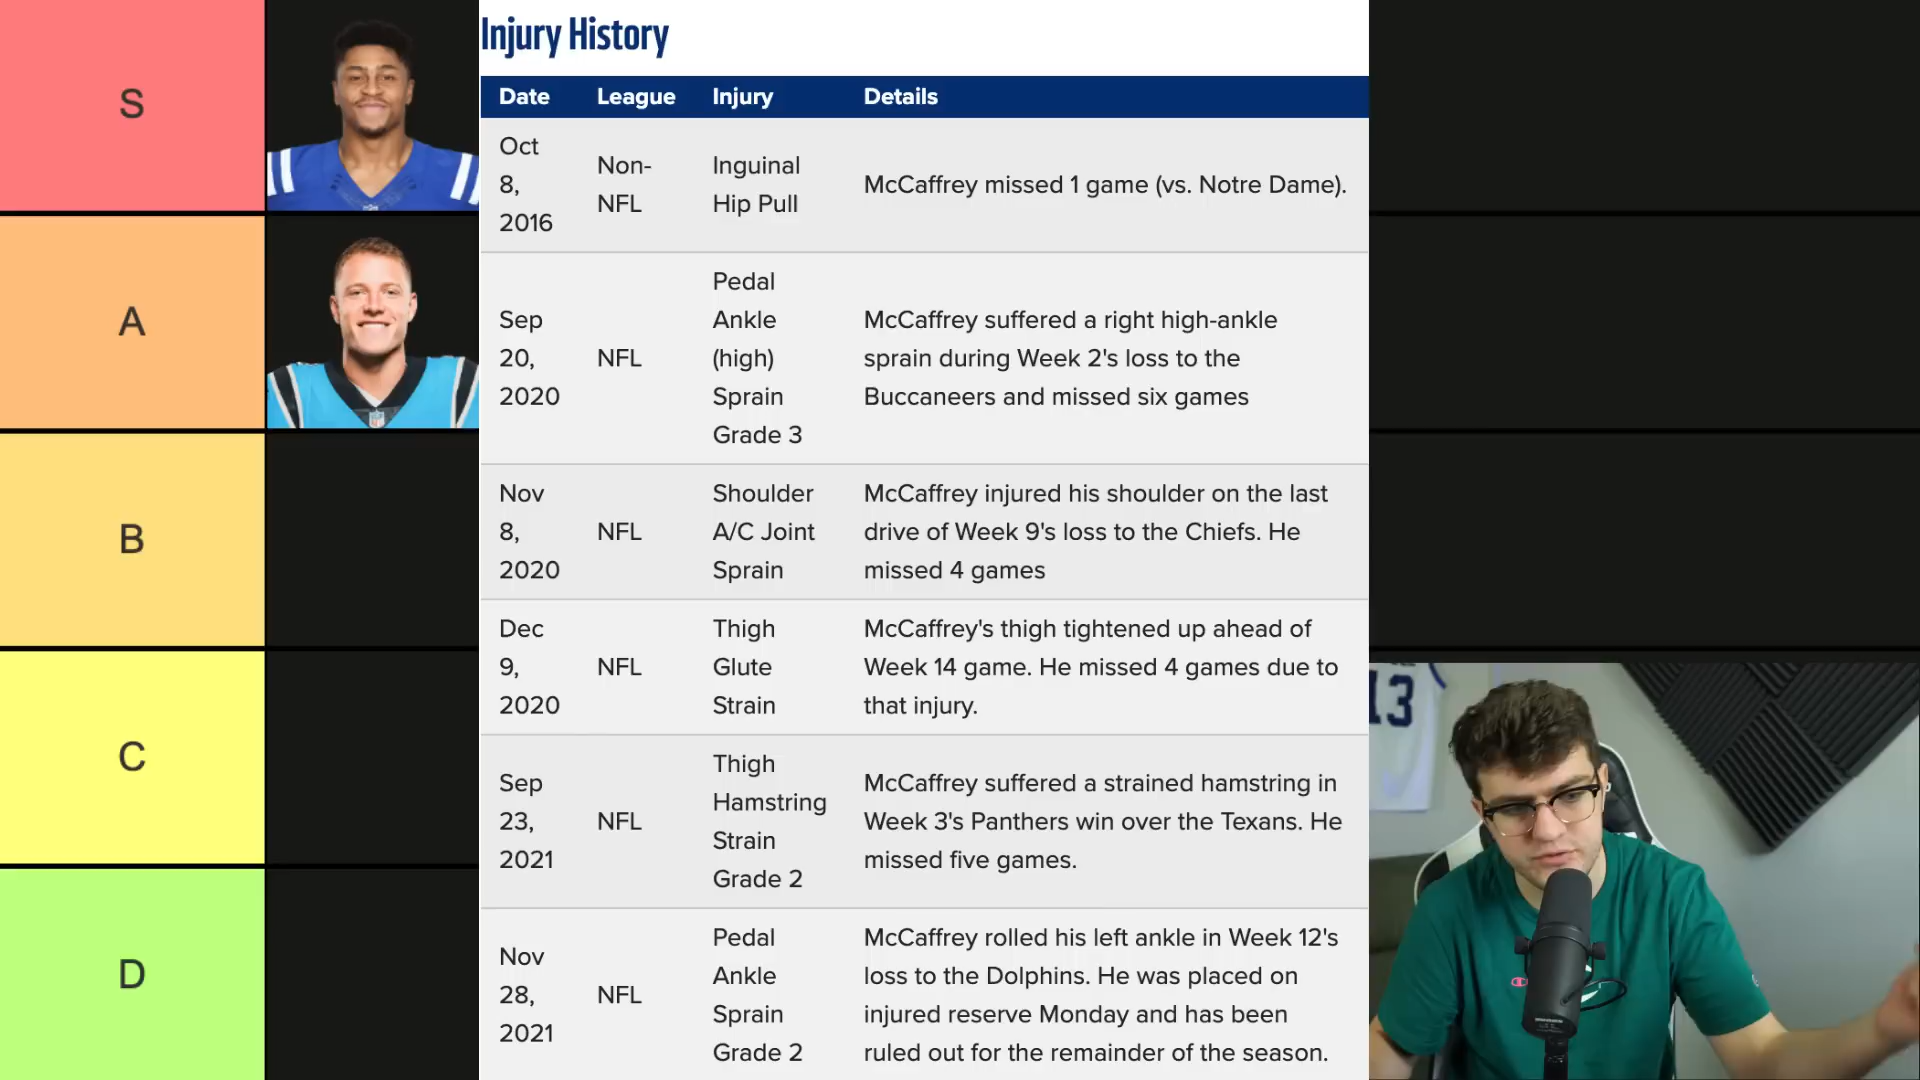 S
A
B
C
D
Injury History
Date League Injury Details
Oct
8,
2016
Non-
NFL
Inguinal
Hip Pull
McCaffrey missed 1 game (vs. Notre Dame).
Sep
20,
2020
NFL
Pedal
Ankle
(high)
Sprain
Grade 3
McCaffrey suffered a right high-ankle
sprain during Week 2's loss to the
Buccaneers and missed six games
Nov
8,
2020
NFL
Shoulder
A/C Joint
Sprain
McCaffrey injured his shoulder on the last
drive of Week 9's loss to the Chiefs. He
missed 4 games
Dec
9,
2020
NFL
Thigh
Glute
Strain
McCaffrey's thigh tightened up ahead of
Week 14 game. He missed 4 games due to
that injury.
Sep
23,
2021
NFL
Thigh
Hamstring
Strain
Grade 2
McCaffrey suffered a strained hamstring in
Week 3's Panthers win over the Texans. He
missed five games.
Nov
28,
2021
NFL
Pedal
Ankle
Sprain
Grade 2
McCaffrey rolled his left ankle in Week 12's
loss to the Dolphins. He was placed on
injured reserve Monday and has been
ruled out for the remainder of the season.
13